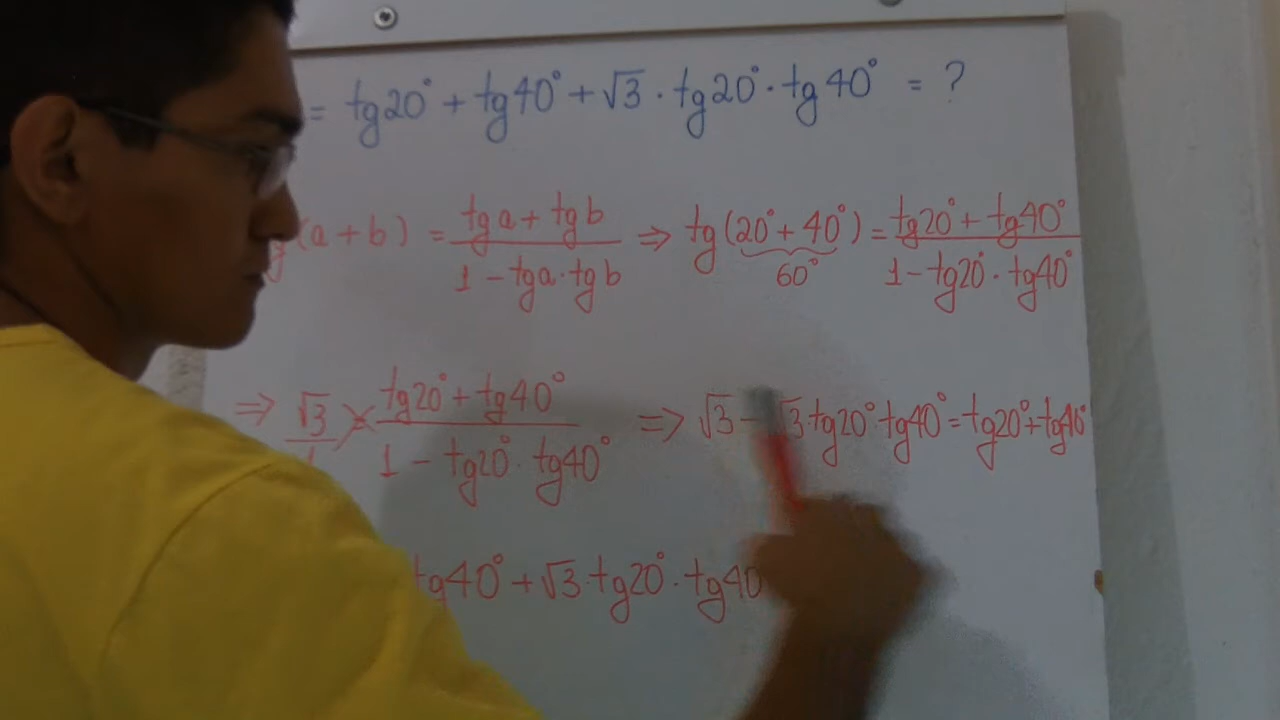 = tg20° + tg40° + √3 · tg20° · tg40° = ?
(a + b) = tga + tgb / 1 - tga · tgb ⇒ tg(20° + 40°) = tg20° + tg40° / 1 - tg20° · tg40°
60°
⇒ √3 / 1 = tg20° + tg40° / 1 - tg20° · tg40° ⇒ √3 - √3 · tg20° · tg40° = tg20° + tg40°
tg40° + √3 · tg20° · tg40